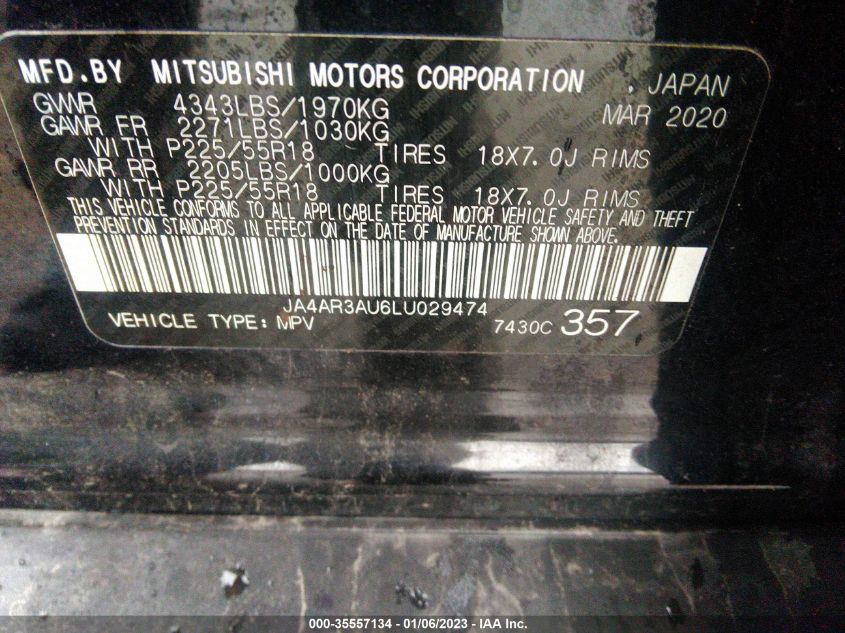 MFD.BY MITSUBISHI MOTORS CORPORATION . JAPAN
GWWR 4343LBS/1970KG MAR 2020
GAWR FR 2271LBS/1030KG
WITH P225/55R18 TIRES 18X7.0J RIMS
GAWR RR 2205LBS/1000KG
WITH P225/55R18 TIRES 18X7.0J RIMS
THIS VEHICLE CONFORMS TO ALL APPLICABLE FEDERAL MOTOR VEHICLE SAFETY AND THEFT
PREVENTION STANDARDS IN EFFECT ON THE DATE OF MANUFACTURE SHOWN ABOVE.
JA4AR3AU6LU029474
VEHICLE TYPE: MPV 7430C 357
000-35557134 - 01/06/2023 - IAA Inc.